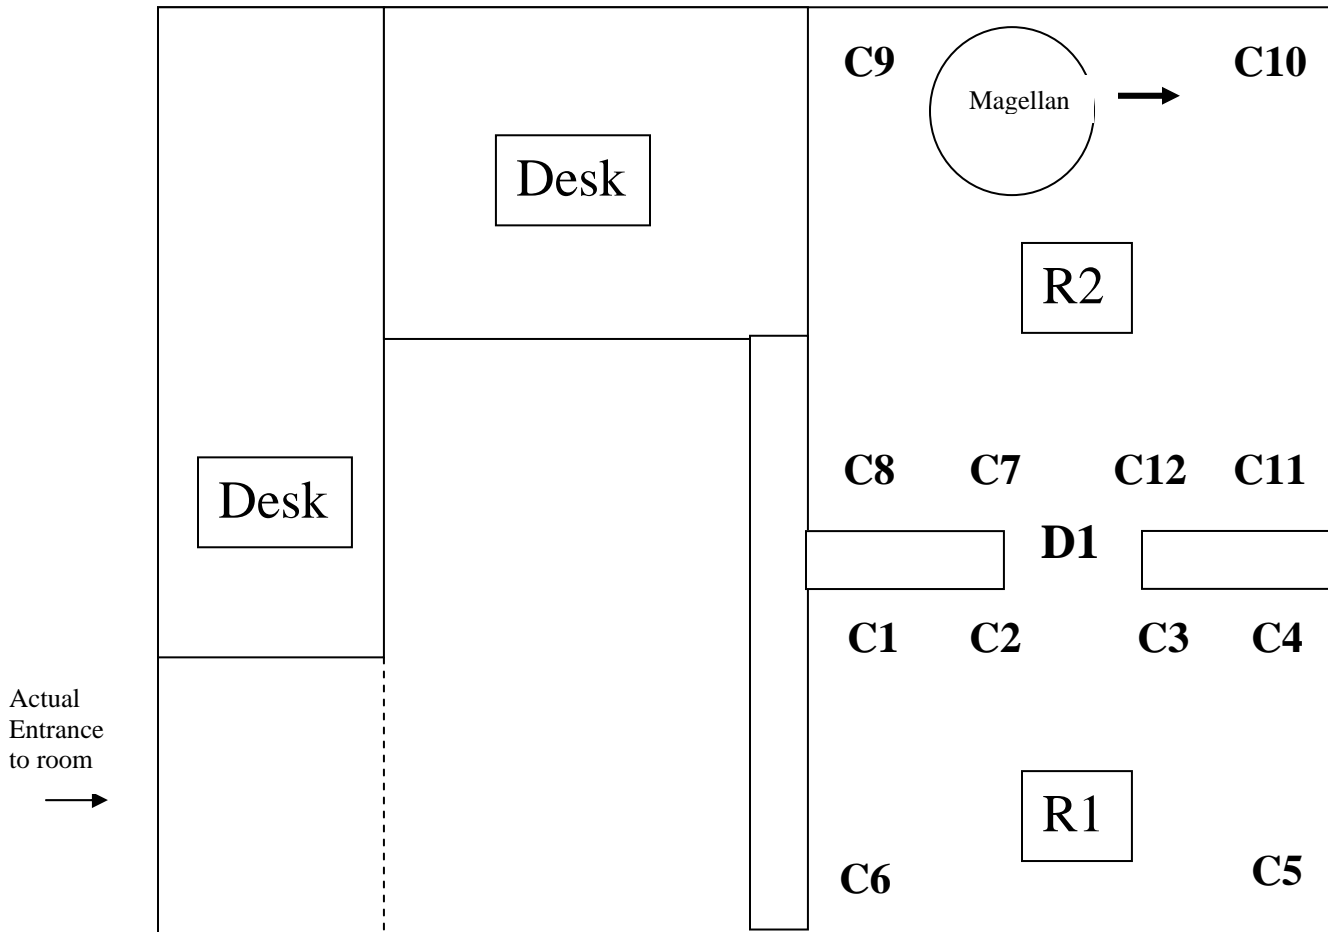 C9
C10
Magellan
Desk
R2
C8
C7
C12
C11
Desk
D1
C1
C2
C3
C4
Actual
Entrance
to room
R1
C6
C5